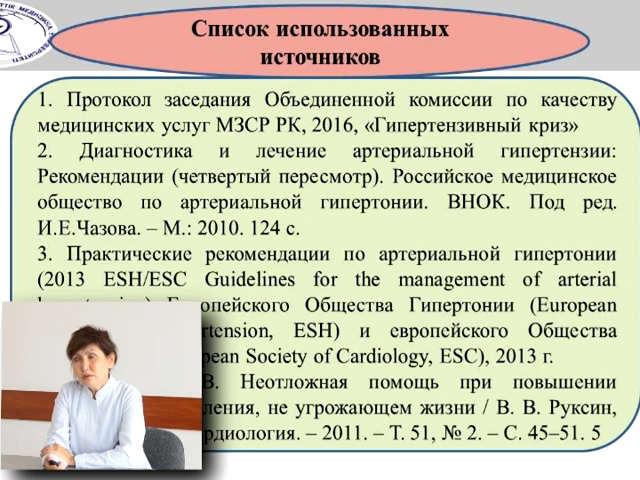 МЕДИЦИНА УНИВЕРСИТЕТІ
Список использованных
источников
1. Протокол заседания Объединенной комиссии по качеству
медицинских услуг МЗСР РК, 2016, «Гипертензивный криз»
2. Диагностика и лечение артериальной гипертензии:
Рекомендации (четвертый пересмотр). Российское медицинское
общество по артериальной гипертонии. ВНОК. Под ред.
И.Е.Чазова. – М.: 2010. 124 с.
3. Практические рекомендации по артериальной гипертонии
(2013 ESH/ESC Guidelines for the management of arterial
Европейского Общества Гипертонии (European
ESH) и европейского Общества
Society of Cardiology, ESC), 2013 г.
В. Неотложная помощь при повышении
не угрожающем жизни / В. В. Руксин,
– 2011. – Т. 51, № 2. – С. 45–51. 5